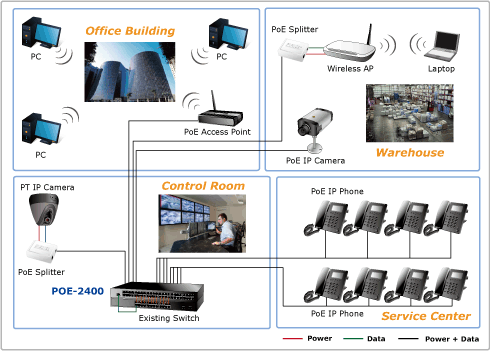 Office Building
PC
PC
PC
PoE Access Point
PoE Splitter
Wireless AP
Laptop
PoE IP Camera
Warehouse
PT IP Camera
Control Room
PoE Splitter
POE-2400
Existing Switch
PoE IP Phone
PoE IP Phone
Service Center
Power
Data
Power + Data